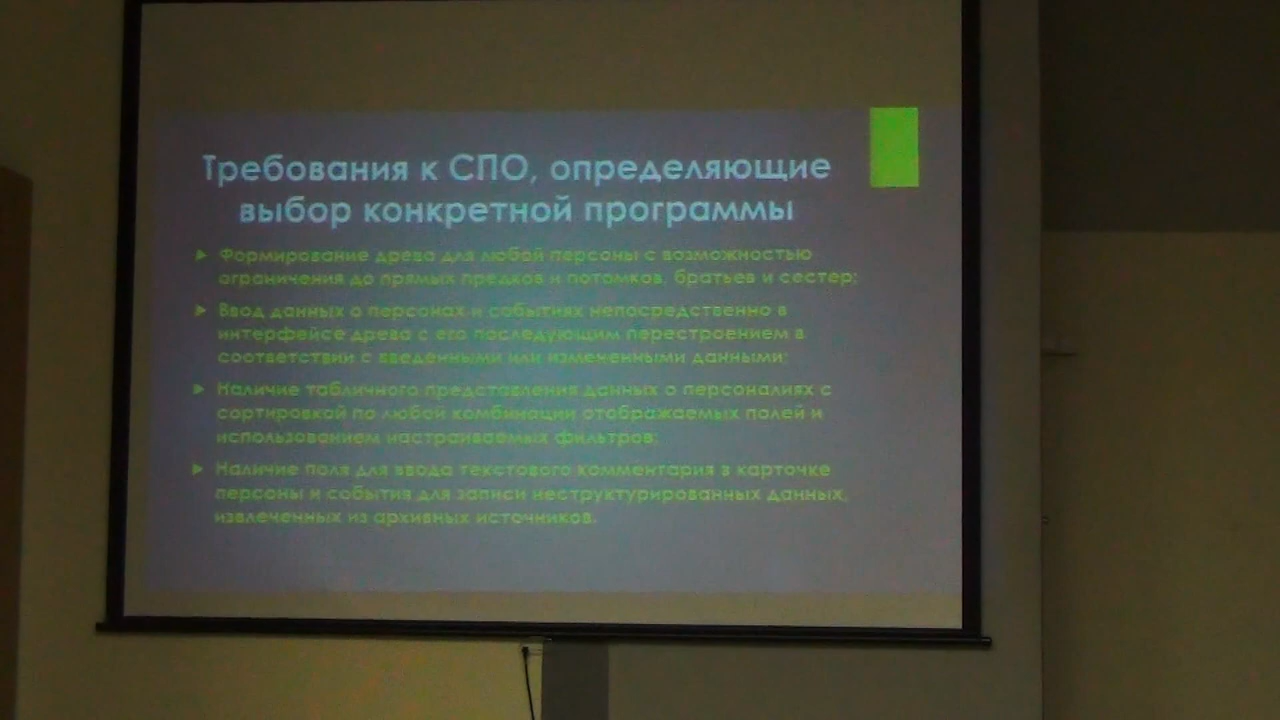 Требования к СПО, определяющие
выбор конкретной программы
Формирование древа для любой персоны с возможностью
ограничения до прямых предков и потомков, братьев и сестер;
Ввод данных о персонах и событиях непосредственно в
интерфейсе древа с его последующим перестроением в
соответствии с введенными или измененными данными;
Наличие табличного представления данных о персоналиях с
сортировкой по любой комбинации отображаемых полей и
использованием настраиваемых фильтров;
Наличие поля для ввода текстового комментария в карточке
персоны и события для записи неструктурированных данных,
извлеченных из архивных источников.